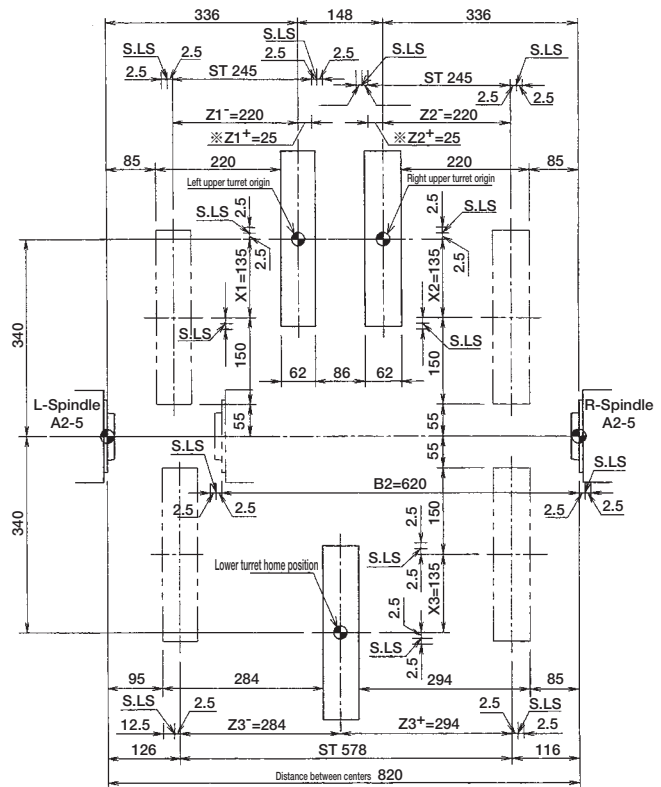 336 148 336
S.LS 2.5 S.LS 2.5 S.LS S.LS 2.5
2.5 ST 245 2.5 ST 245 2.5 2.5
Z1⁻=220 Z2⁻=220
※Z1⁺=25 ※Z2⁺=25
85 220 220 85
Left upper turret origin Right upper turret origin
S.LS 2.5 2.5 S.LS
2.5 2.5
X1=135 X2=135
340
S.LS S.LS
150 150
62 86 62
L-Spindle
A2-5
R-Spindle
A2-5
55 55
55
S.LS S.LS
B2=620
2.5 2.5 2.5 2.5
340
150
2.5
S.LS
2.5
Lower turret home position
X3=135
2.5
S.LS
2.5
95 284 294 85
S.LS 2.5 2.5 S.LS
12.5 Z3⁻=284 Z3⁺=294 2.5
126 ST 578 116
Distance between centers 820